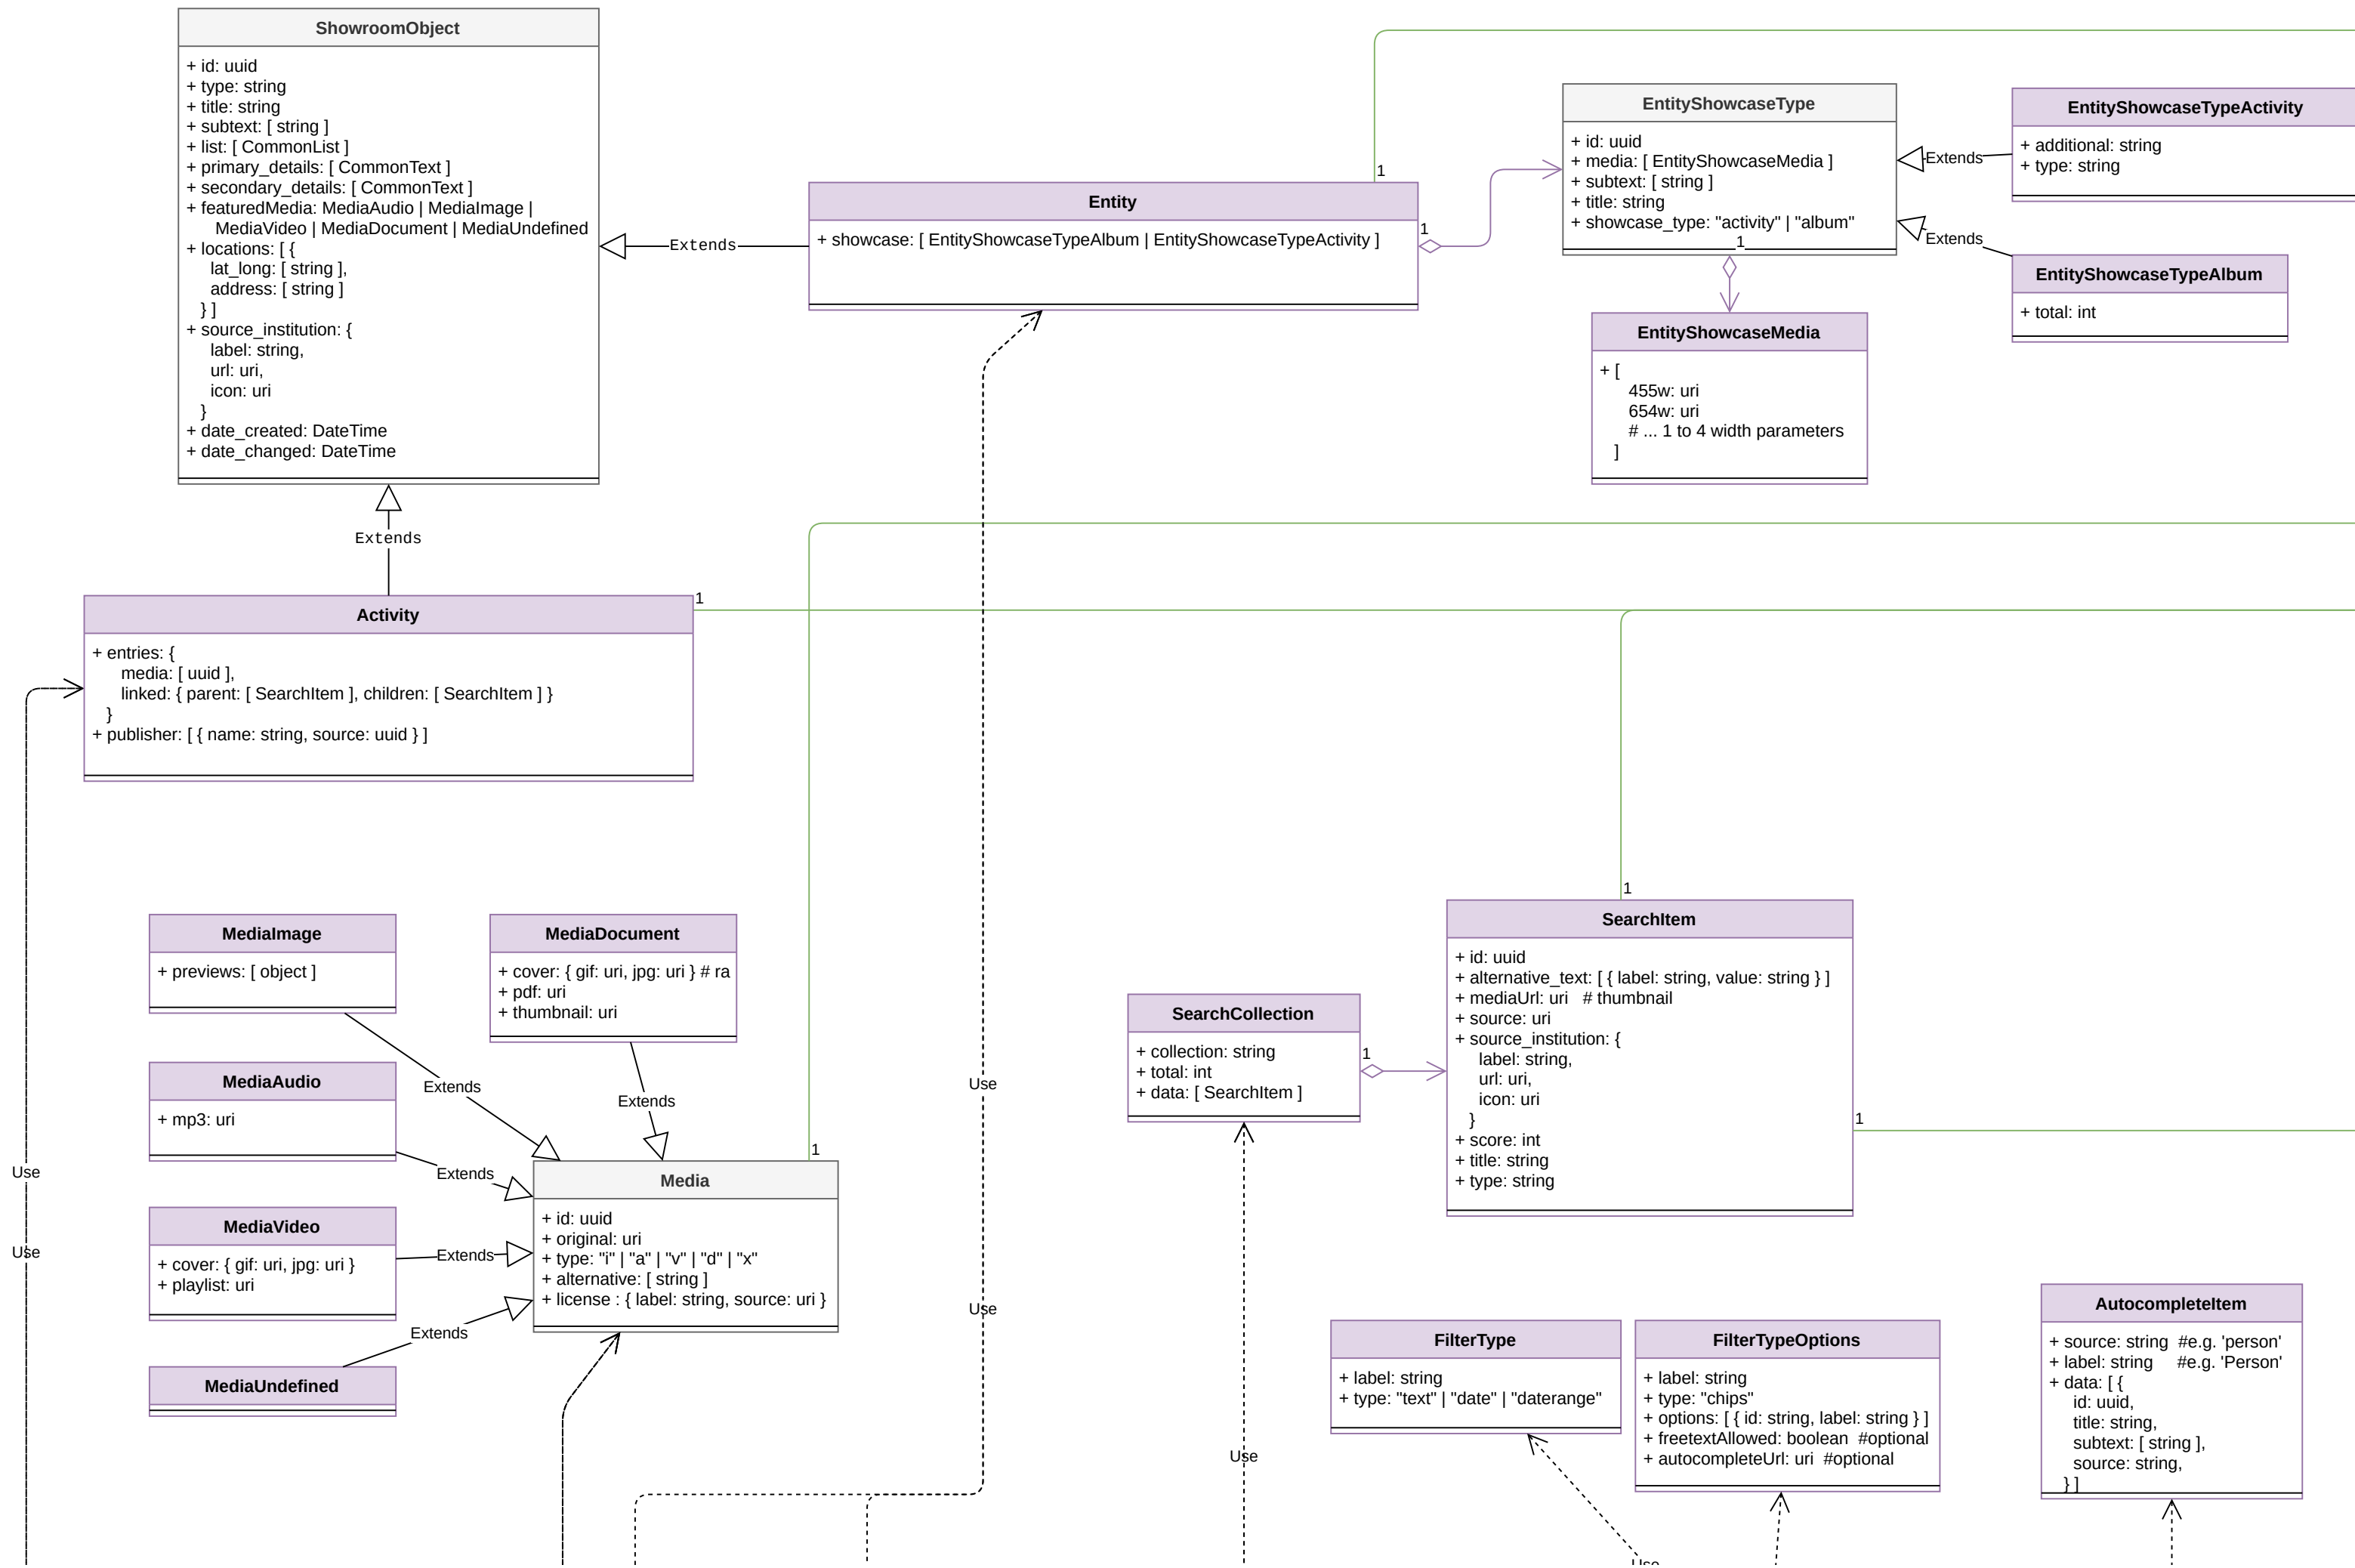 ShowroomObject
+ id: uuid
+ type: string
+ title: string
+ subtext: [ string ]
+ list: [ CommonList ]
+ primary_details: [ CommonText ]
+ secondary_details: [ CommonText ]
+ featuredMedia: MediaAudio | MediaImage |
MediaVideo | MediaDocument | MediaUndefined
+ locations: [ {
lat_long: [ string ],
address: [ string ]
} ]
+ source_institution: {
label: string,
url: uri,
icon: uri
}
+ date_created: DateTime
+ date_changed: DateTime
Extends
Extends
1
Entity
+ showcase: [ EntityShowcaseTypeAlbum | EntityShowcaseTypeActivity ]
1
EntityShowcaseType
+ id: uuid
+ media: [ EntityShowcaseMedia ]
+ subtext: [ string ]
+ title: string
+ showcase_type: "activity" | "album"
1
Extends
EntityShowcaseTypeActivity
+ additional: string
+ type: string
Extends
EntityShowcaseTypeAlbum
+ total: int
EntityShowcaseMedia
+ [
455w: uri
654w: uri
# ... 1 to 4 width parameters
]
Activity
1
+ entries: {
media: [ uuid ],
linked: { parent: [ SearchItem ], children: [ SearchItem ] }
}
+ publisher: [ { name: string, source: uuid } ]
MediaImage
+ previews: [ object ]
MediaDocument
+ cover: { gif: uri, jpg: uri } # ra
+ pdf: uri
+ thumbnail: uri
MediaAudio
+ mp3: uri
Extends
Extends
Extends
MediaVideo
+ cover: { gif: uri, jpg: uri }
+ playlist: uri
Extends
Extends
MediaUndefined
1
Media
+ id: uuid
+ original: uri
+ type: "i" | "a" | "v" | "d" | "x"
+ alternative: [ string ]
+ license : { label: string, source: uri }
Use
Use
Use
Use
SearchCollection
+ collection: string
+ total: int
+ data: [ SearchItem ]
1
1
SearchItem
+ id: uuid
+ alternative_text: [ { label: string, value: string } ]
+ mediaUrl: uri # thumbnail
+ source: uri
+ source_institution: {
label: string,
url: uri,
icon: uri
}
+ score: int
+ title: string
+ type: string
1
Use
FilterType
+ label: string
+ type: "text" | "date" | "daterange"
FilterTypeOptions
+ label: string
+ type: "chips"
+ options: [ { id: string, label: string } ]
+ freetextAllowed: boolean #optional
+ autocompleteUrl: uri #optional
AutocompleteItem
+ source: string #e.g. 'person'
+ label: string #e.g. 'Person'
+ data: [ {
id: uuid,
title: string,
subtext: [ string ],
source: string,
} ]
Use